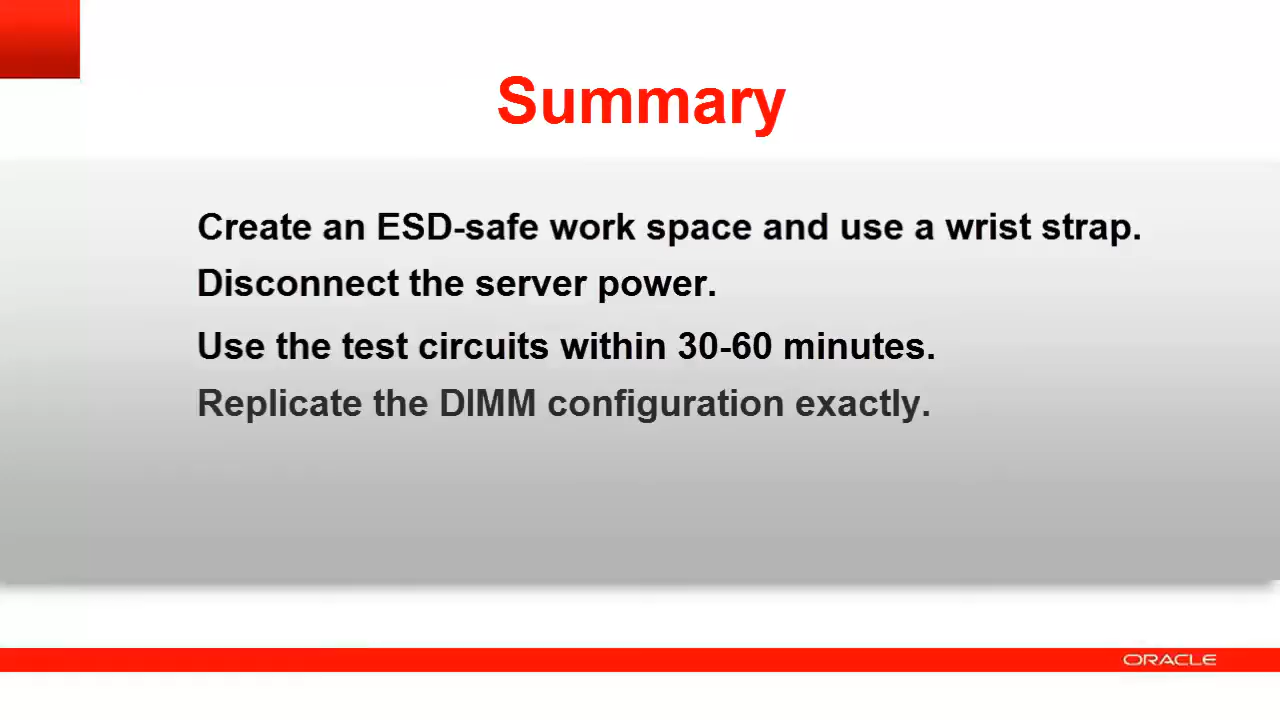 Summary
Create an ESD-safe work space and use a wrist strap.
Disconnect the server power.
Use the test circuits within 30-60 minutes.
Replicate the DIMM configuration exactly.
ORACLE